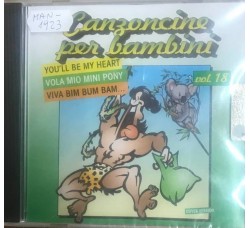 MAN-
1923
Canzoncine
per bambini
YOU'LL BE MY HEART
VOLA MIO MINI PONY
VIVA BIM BUM BAM...
vol. 18